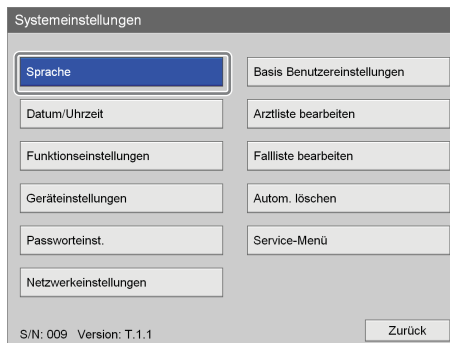 Systemeinstellungen
Sprache
Datum/Uhrzeit
Funktionseinstellungen
Geräteinstellungen
Passworteinst.
Netzwerkeinstellungen
Basis Benutzereinstellungen
Arztliste bearbeiten
Fallliste bearbeiten
Autom. löschen
Service-Menü
S/N: 009 Version: T.1.1
Zurück